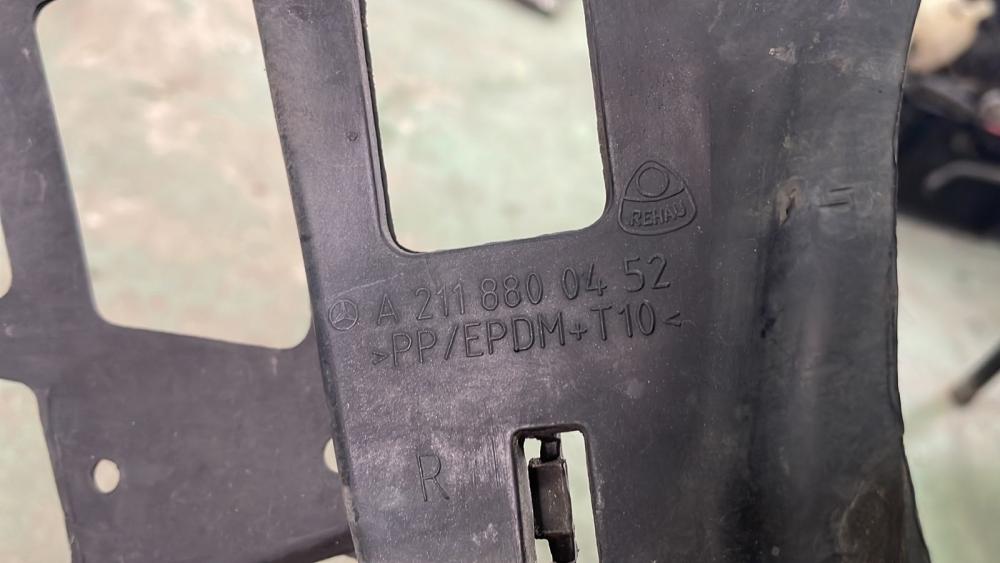 REHAU
A 211 880 04 52
>PP/EPDM+T10<
R